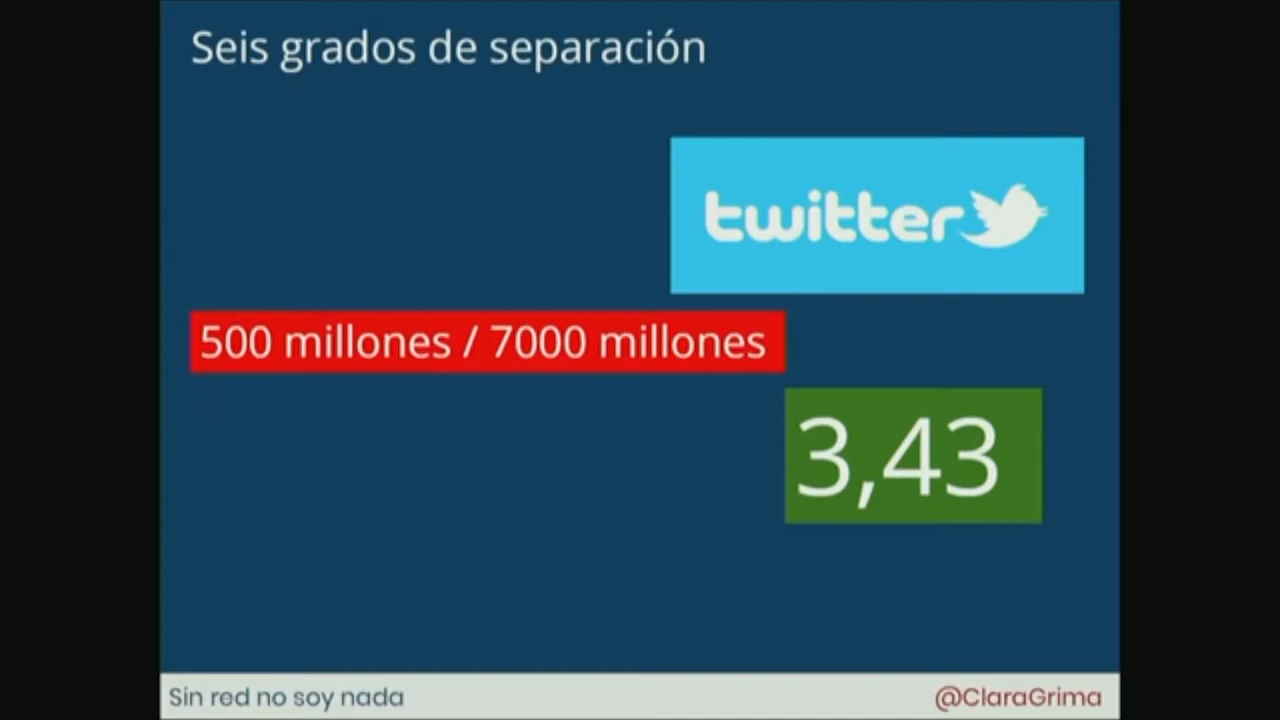 Seis grados de separación
twitter
500 millones / 7000 millones
3,43
Sin red no soy nada
@ClaraGrima